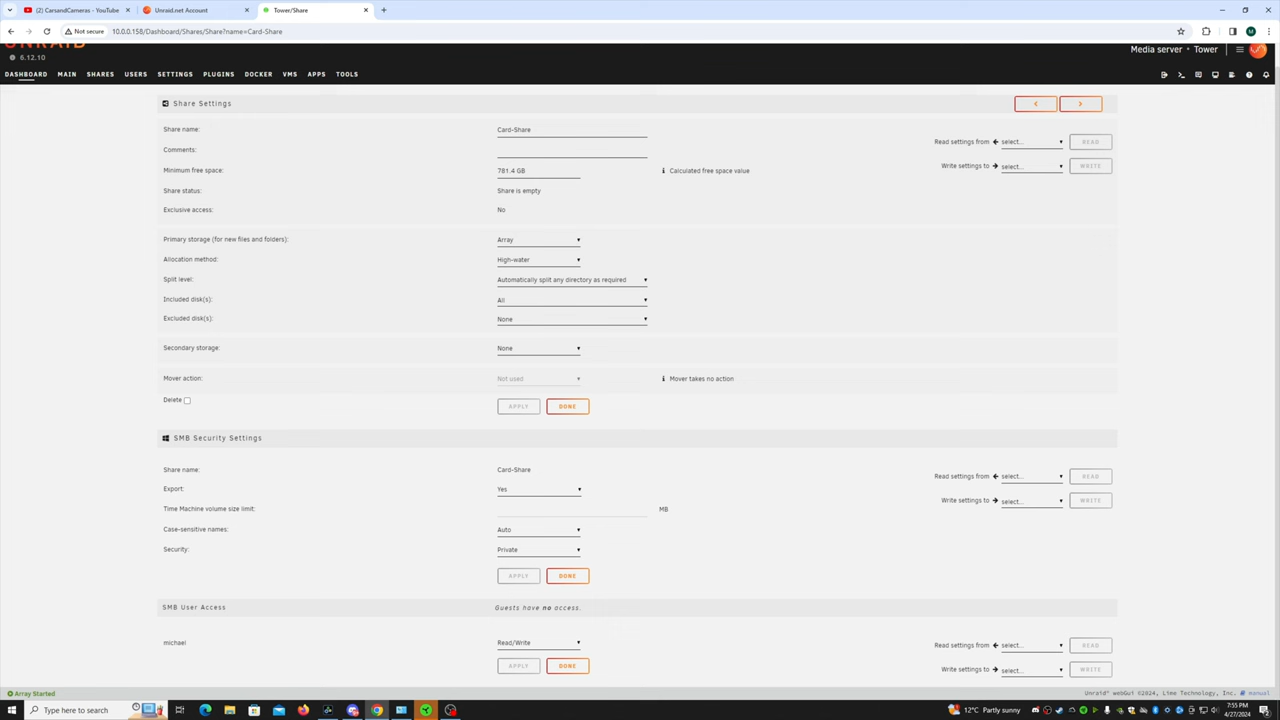 (2) CarsandCameras - YouTube
Unraid.net Account
Tower/Share
Not secure 10.0.0.158/Dashboard/Shares/Share?name=Card-Share
UNRAID
6.12.10
Media server • Tower
DASHBOARD MAIN SHARES USERS SETTINGS PLUGINS DOCKER VMS APPS TOOLS
Share Settings
Share name: Card-Share
Read settings from select... READ
Comments:
Write settings to select... WRITE
Minimum free space: 781.4 GB Calculated free space value
Share status: Share is empty
Exclusive access: No
Primary storage (for new files and folders): Array
Allocation method: High-water
Split level: Automatically split any directory as required
Included disk(s): All
Excluded disk(s): None
Secondary storage: None
Mover action: Not used Mover takes no action
Delete APPLY DONE
SMB Security Settings
Share name: Card-Share
Read settings from select... READ
Export: Yes
Write settings to select... WRITE
Time Machine volume size limit: MB
Case-sensitive names: Auto
Security: Private
APPLY DONE
SMB User Access Guests have no access.
michael Read/Write
Read settings from select... READ
APPLY DONE
Write settings to select... WRITE
Array Started
Unraid® webGui ©2024, Lime Technology, Inc. manual
Type here to search
12°C Partly sunny
7:55 PM
4/27/2024